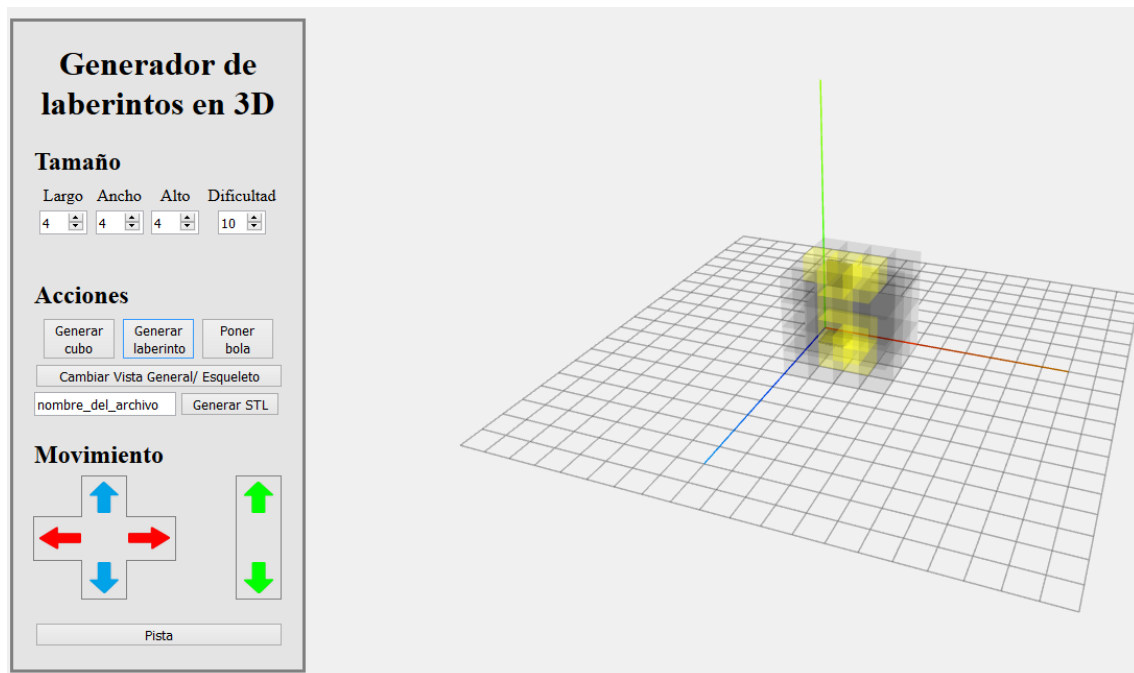 Generador de
laberintos en 3D
Tamaño
Largo Ancho Alto Dificultad
4 4 4 10
Acciones
Generar cubo Generar laberinto Poner bola
Cambiar Vista General/ Esqueleto
nombre_del_archivo Generar STL
Movimiento
Pista